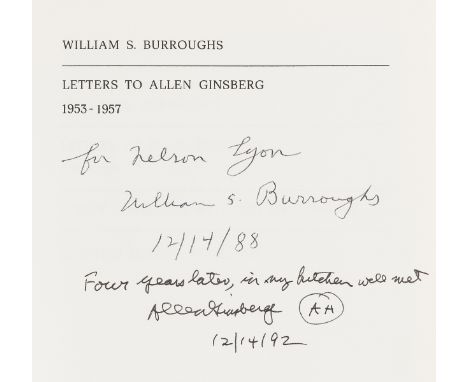 WILLIAM S. BURROUGHS
LETTERS TO ALLEN GINSBERG
1953-1957
for Nelson Lyon
William S. Burroughs
12/14/88
Four years later, in my kitchen well met
Allen Ginsberg AH
12/14/92